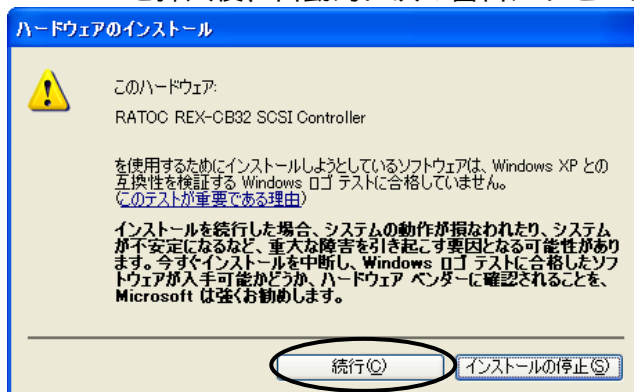 ハードウェアのインストール
このハードウェア:
RATOC REX-CB32 SCSI Controller
を使用するためにインストールしようとしているソフトウェアは、Windows XP との
互換性を検証する Windows ロゴ テストに合格していません。
(このテストが重要である理由)
インストールを続行した場合、システムの動作が損なわれたり、システム
が不安定になるなど、重大な障害を引き起こす要因となる可能性があり
ます。今すぐインストールを中断し、Windows ロゴ テストに合格したソフ
トウェアが入手可能かどうか、ハードウェア ベンダーに確認されることを、
Microsoft は強くお勧めします。
続行(C) インストールの停止(S)